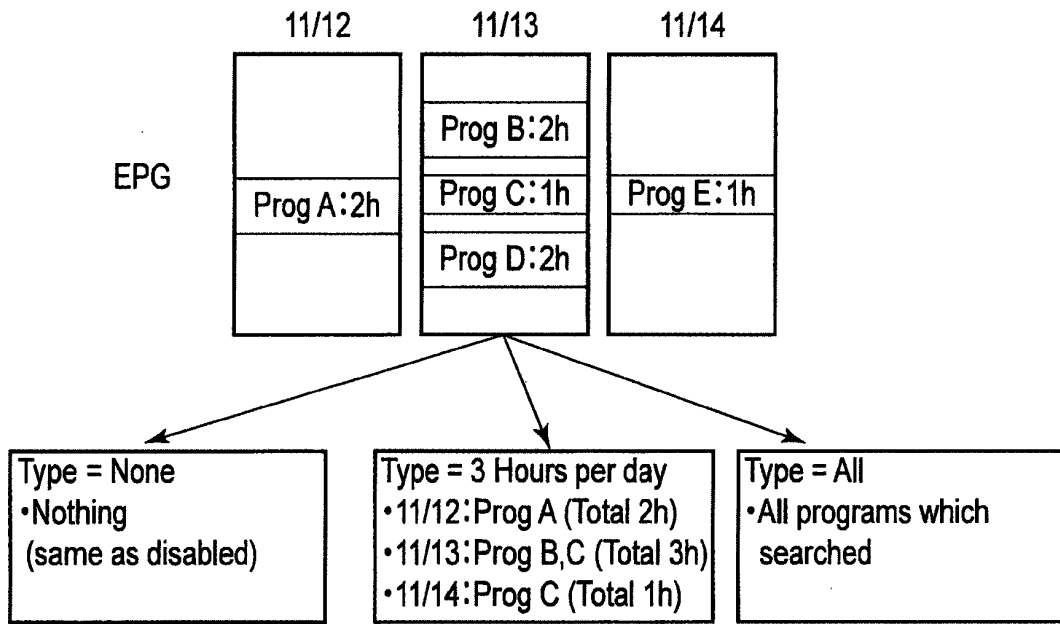 11/12
11/13
11/14
EPG
Prog A:2h
Prog B:2h
Prog C:1h
Prog D:2h
Prog E:1h
Type = None
•Nothing
(same as disabled)
Type = 3 Hours per day
•11/12:Prog A (Total 2h)
•11/13:Prog B,C (Total 3h)
•11/14:Prog C (Total 1h)
Type = All
•All programs which
searched